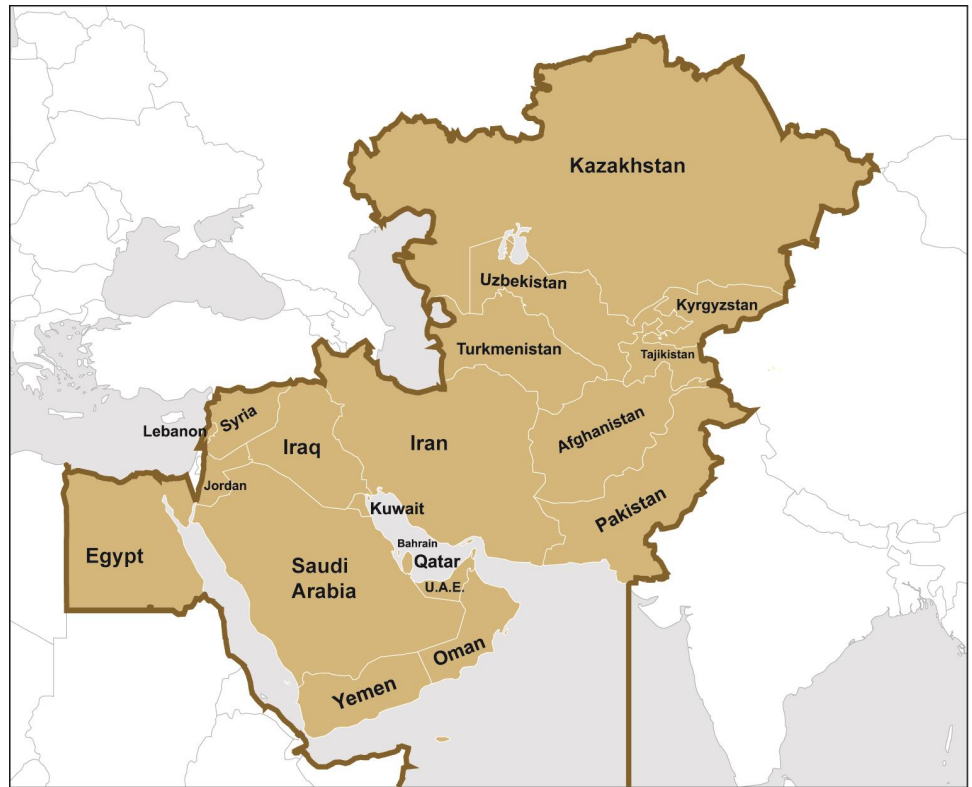 Kazakhstan
Uzbekistan
Kyrgyzstan
Turkmenistan
Tajikistan
Syria
Lebanon
Iraq
Iran
Afghanistan
Jordan
Pakistan
Kuwait
Egypt
Bahrain
Qatar
Saudi
Arabia
U.A.E.
Oman
Yemen